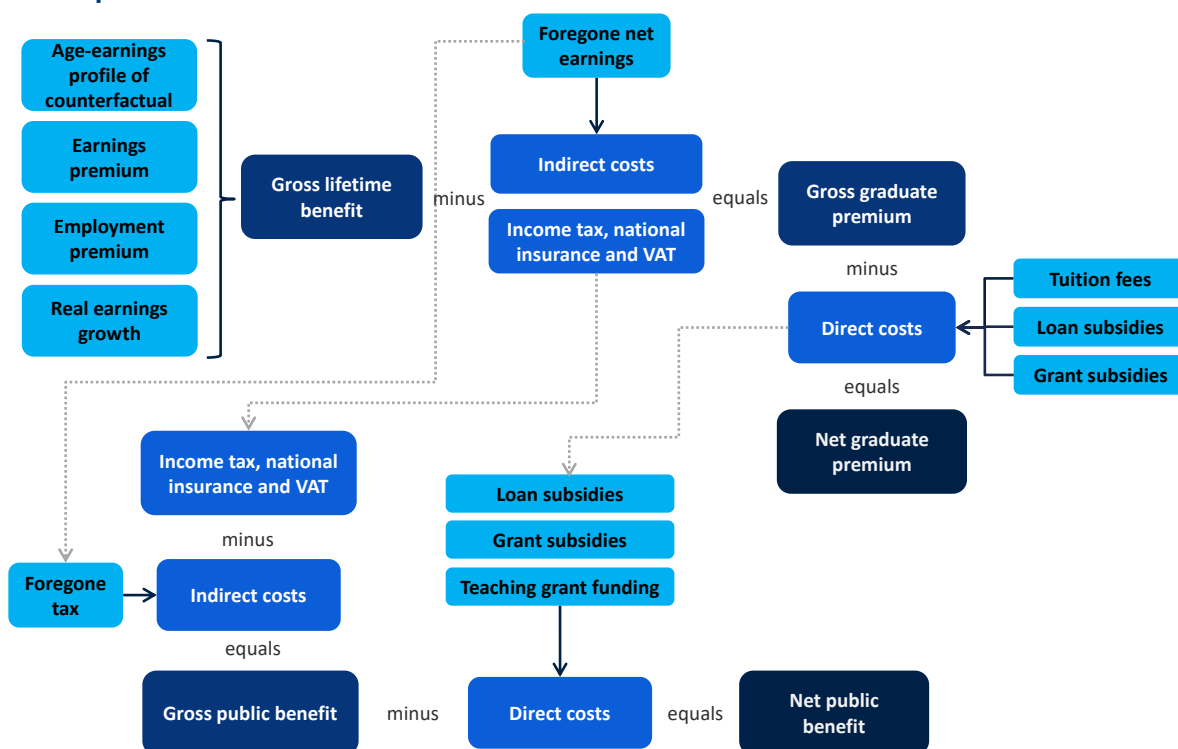 Age-earnings
profile of
counterfactual
Earnings
premium
Employment
premium
Real earnings
growth
Gross lifetime
benefit
minus
Foregone net
earnings
Indirect costs
Income tax, national
insurance and VAT
equals
Gross graduate
premium
minus
Direct costs
Tuition fees
Loan subsidies
Grant subsidies
equals
Net graduate
premium
Income tax, national
insurance and VAT
minus
Foregone
tax
Indirect costs
equals
Loan subsidies
Grant subsidies
Teaching grant funding
Gross public benefit
minus
Direct costs
equals
Net public
benefit